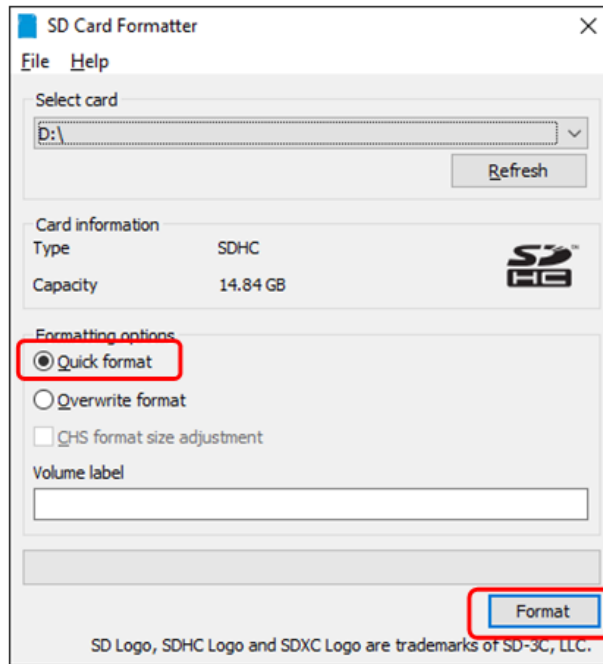 SD Card Formatter
File Help
Select card
D:\
Refresh
Card information
Type SDHC
SD HC
Capacity 14.84 GB
Formatting options
Quick format
Overwrite format
CHS format size adjustment
Volume label
Format
SD Logo, SDHC Logo and SDXC Logo are trademarks of SD-3C, LLC.